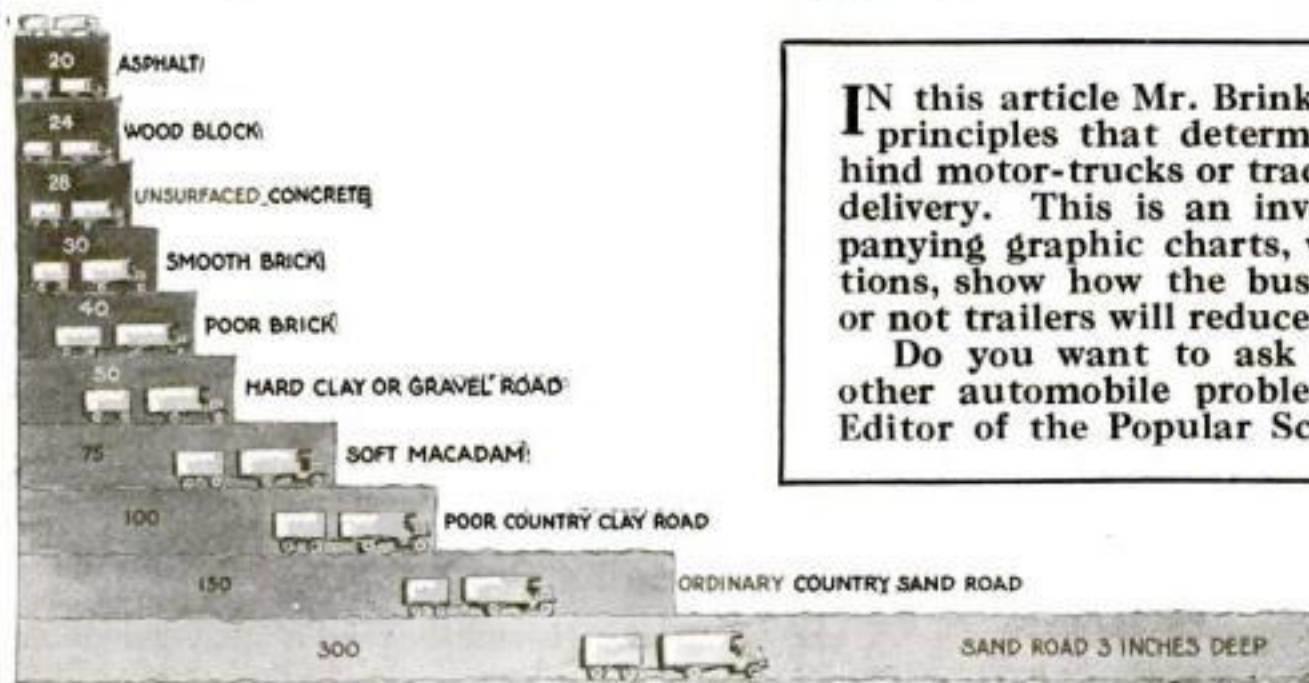 20 ASPHALT
24 WOOD BLOCK
28 UNSURFACED CONCRETE
30 SMOOTH BRICK
40 POOR BRICK
50 HARD CLAY OR GRAVEL ROAD
75 SOFT MACADAM
100 POOR COUNTRY CLAY ROAD
150 ORDINARY COUNTRY SAND ROAD
300 SAND ROAD 3 INCHES DEEP
IN this article Mr. Brink
principles that determ
hind motor-trucks or trac
delivery. This is an inv
panying graphic charts,
tions, show how the bus
or not trailers will reduce
Do you want to ask
other automobile proble
Editor of the Popular Sc